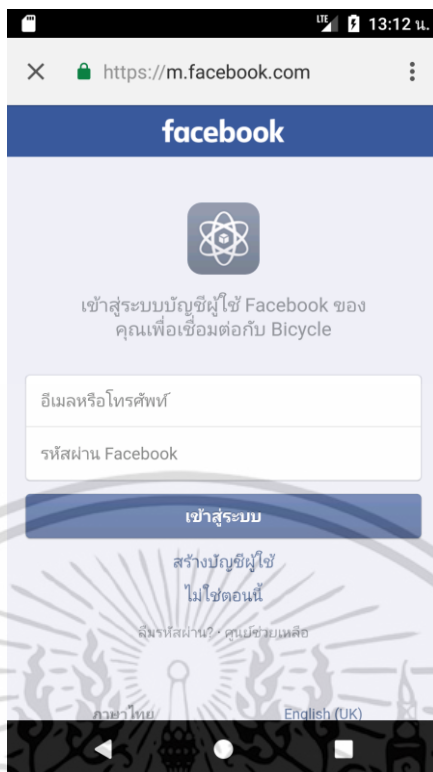 LTE 13:12 น.
https://m.facebook.com
facebook
เข้าสู่ระบบบัญชีผู้ใช้ Facebook ของ
คุณเพื่อเชื่อมต่อกับ Bicycle
อีเมลหรือโทรศัพท์
รหัสผ่าน Facebook
เข้าสู่ระบบ
สร้างบัญชีผู้ใช้
ไม่ใช่ตอนนี้
ลืมรหัสผ่าน? · ศูนย์ช่วยเหลือ
ภาษาไทย English (UK)